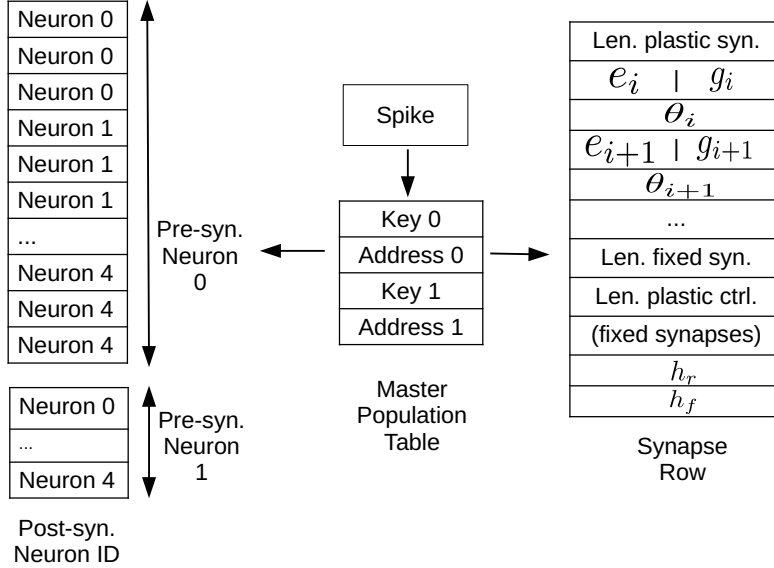 Neuron 0
Neuron 0
Neuron 0
Neuron 1
Neuron 1
Neuron 1
...
Neuron 4
Neuron 4
Neuron 4
Pre-syn.
Neuron
0
Neuron 0
...
Neuron 4
Pre-syn.
Neuron
1
Post-syn.
Neuron ID
Spike
Key 0
Address 0
Key 1
Address 1
Master
Population
Table
Len. plastic syn.
e_i | g_i
θ_i
e_{i+1} | g_{i+1}
θ_{i+1}
...
Len. fixed syn.
Len. plastic ctrl.
(fixed synapses)
h_r
h_f
Synapse
Row